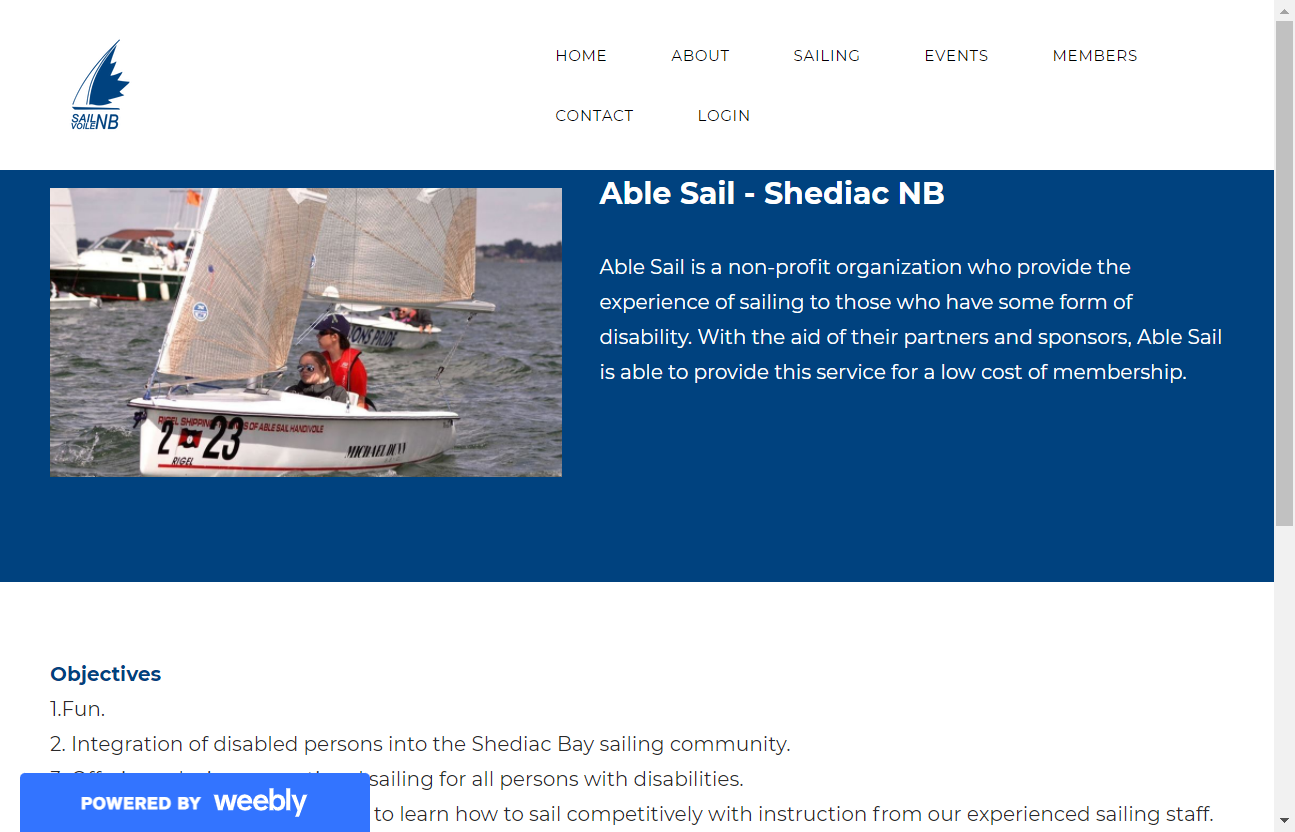 HOME ABOUT SAILING EVENTS MEMBERS
SAIL NB
VOILE
CONTACT LOGIN
Able Sail - Shediac NB
Able Sail is a non-profit organization who provide the
experience of sailing to those who have some form of
disability. With the aid of their partners and sponsors, Able Sail
is able to provide this service for a low cost of membership.
LIONS PRIDE
RIGEL SHIPPING FRIENDS OF ABLE SAIL HANDIVOILE
2 23
RIGEL
MICHAEL DUNN
Objectives
1.Fun.
2. Integration of disabled persons into the Shediac Bay sailing community.
sailing for all persons with disabilities.
to learn how to sail competitively with instruction from our experienced sailing staff.
POWERED BY weebly